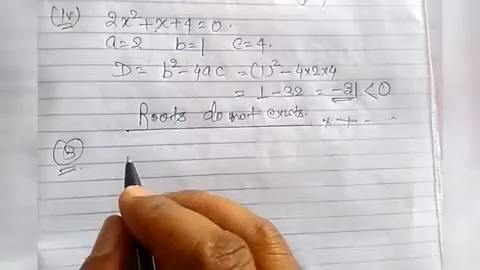 (iv) 2x² + x + 4 = 0.
a = 2 b = 1 c = 4.
D = b² - 4ac = (1)² - 4×2×4
= 1 - 32 = -31 < 0
Roots do not exists.
(3)